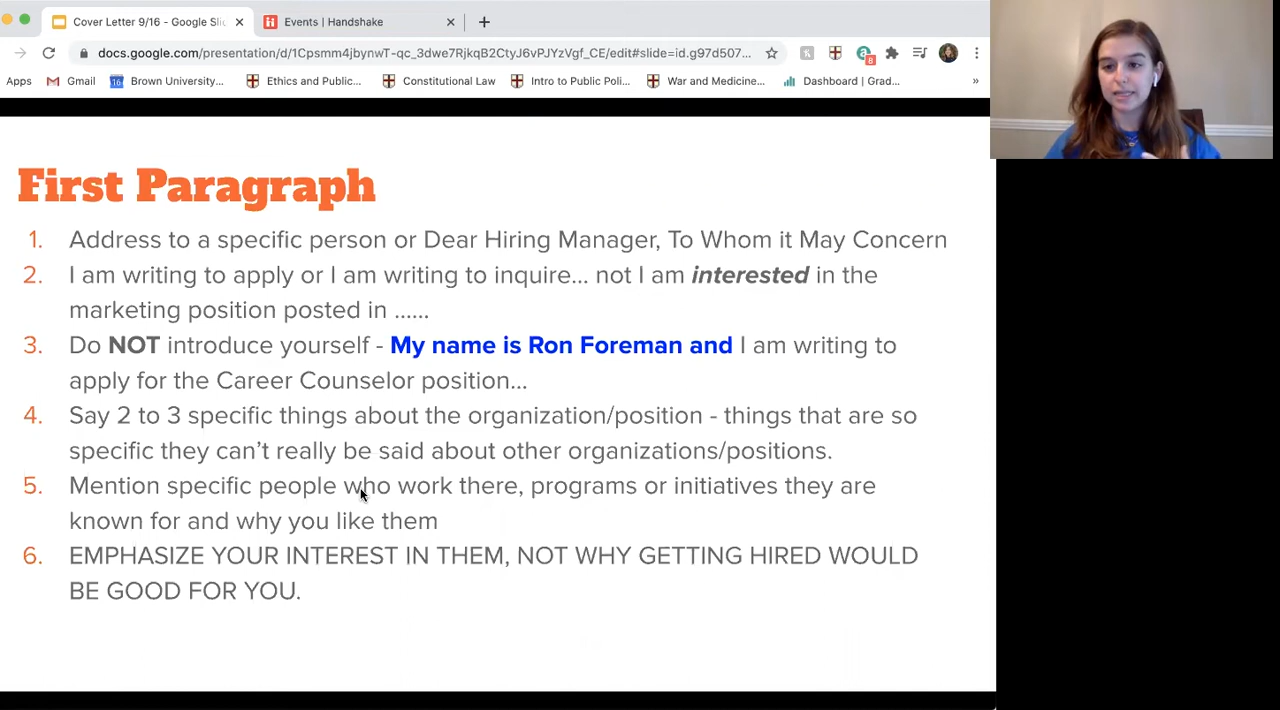 Cover Letter 9/16 - Google Slic
Events | Handshake
docs.google.com/presentation/d/1Cpsmm4jbynwT-qc_3dwe7RjkqB2CtyJ6vPJYzVgf_CE/edit#slide=id.g97d507...
8
Apps Gmail 16 Brown University... Ethics and Public... Constitutional Law Intro to Public Poli... War and Medicine... Dashboard | Grad... »
First Paragraph
1. Address to a specific person or Dear Hiring Manager, To Whom it May Concern
2. I am writing to apply or I am writing to inquire... not I am interested in the
marketing position posted in ......
3. Do NOT introduce yourself - My name is Ron Foreman and I am writing to
apply for the Career Counselor position...
4. Say 2 to 3 specific things about the organization/position - things that are so
specific they can't really be said about other organizations/positions.
5. Mention specific people who work there, programs or initiatives they are
known for and why you like them
6. EMPHASIZE YOUR INTEREST IN THEM, NOT WHY GETTING HIRED WOULD
BE GOOD FOR YOU.